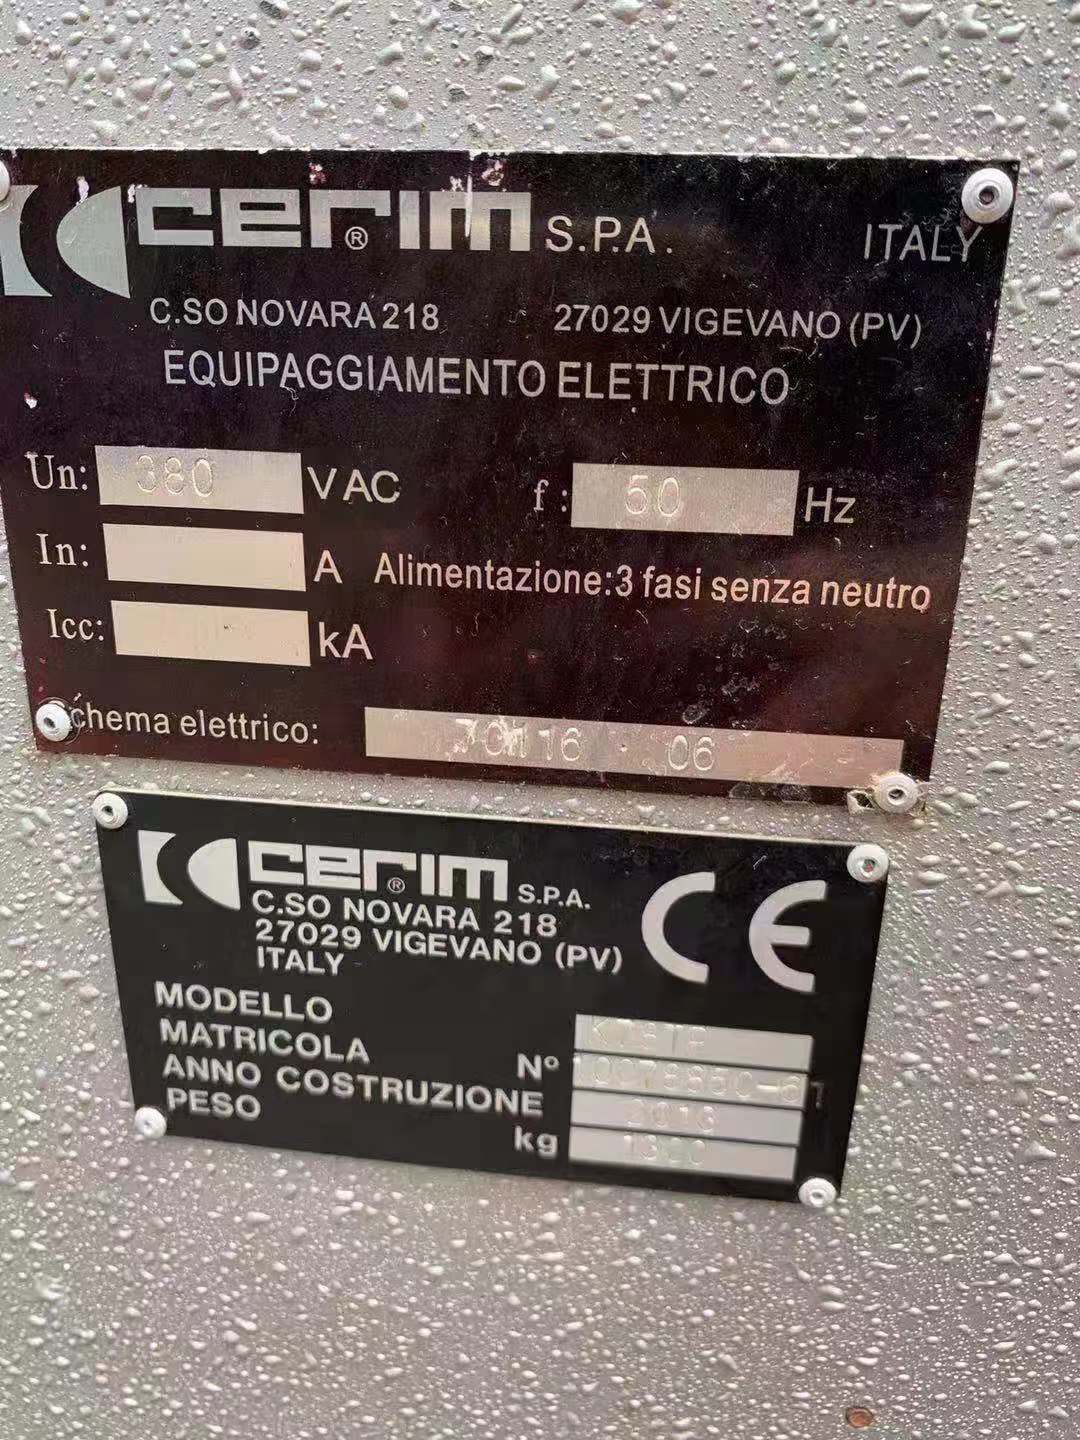 cerim ® S.P.A. ITALY
C.SO NOVARA 218 27029 VIGEVANO (PV)
EQUIPAGGIAMENTO ELETTRICO
Un: 380 VAC f: 50 Hz
In: A Alimentazione:3 fasi senza neutro
Icc: kA
chema elettrico: 70116 . 06
cerim ® S.P.A.
C.SO NOVARA 218
27029 VIGEVANO (PV)
ITALY
CE
MODELLO
MATRICOLA N°
ANNO COSTRUZIONE
PESO kg